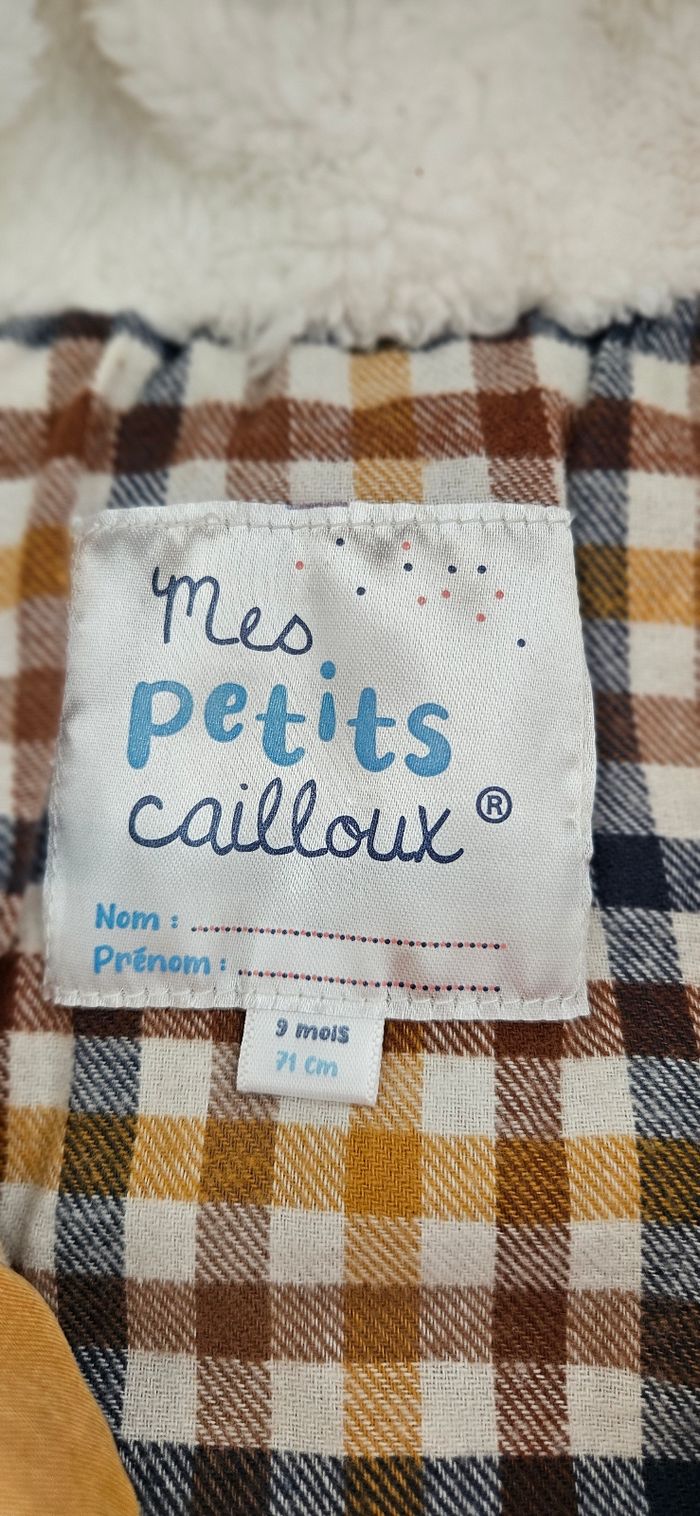 Mes
petits
cailloux ®
Nom :
Prénom :
9 mois
71 cm